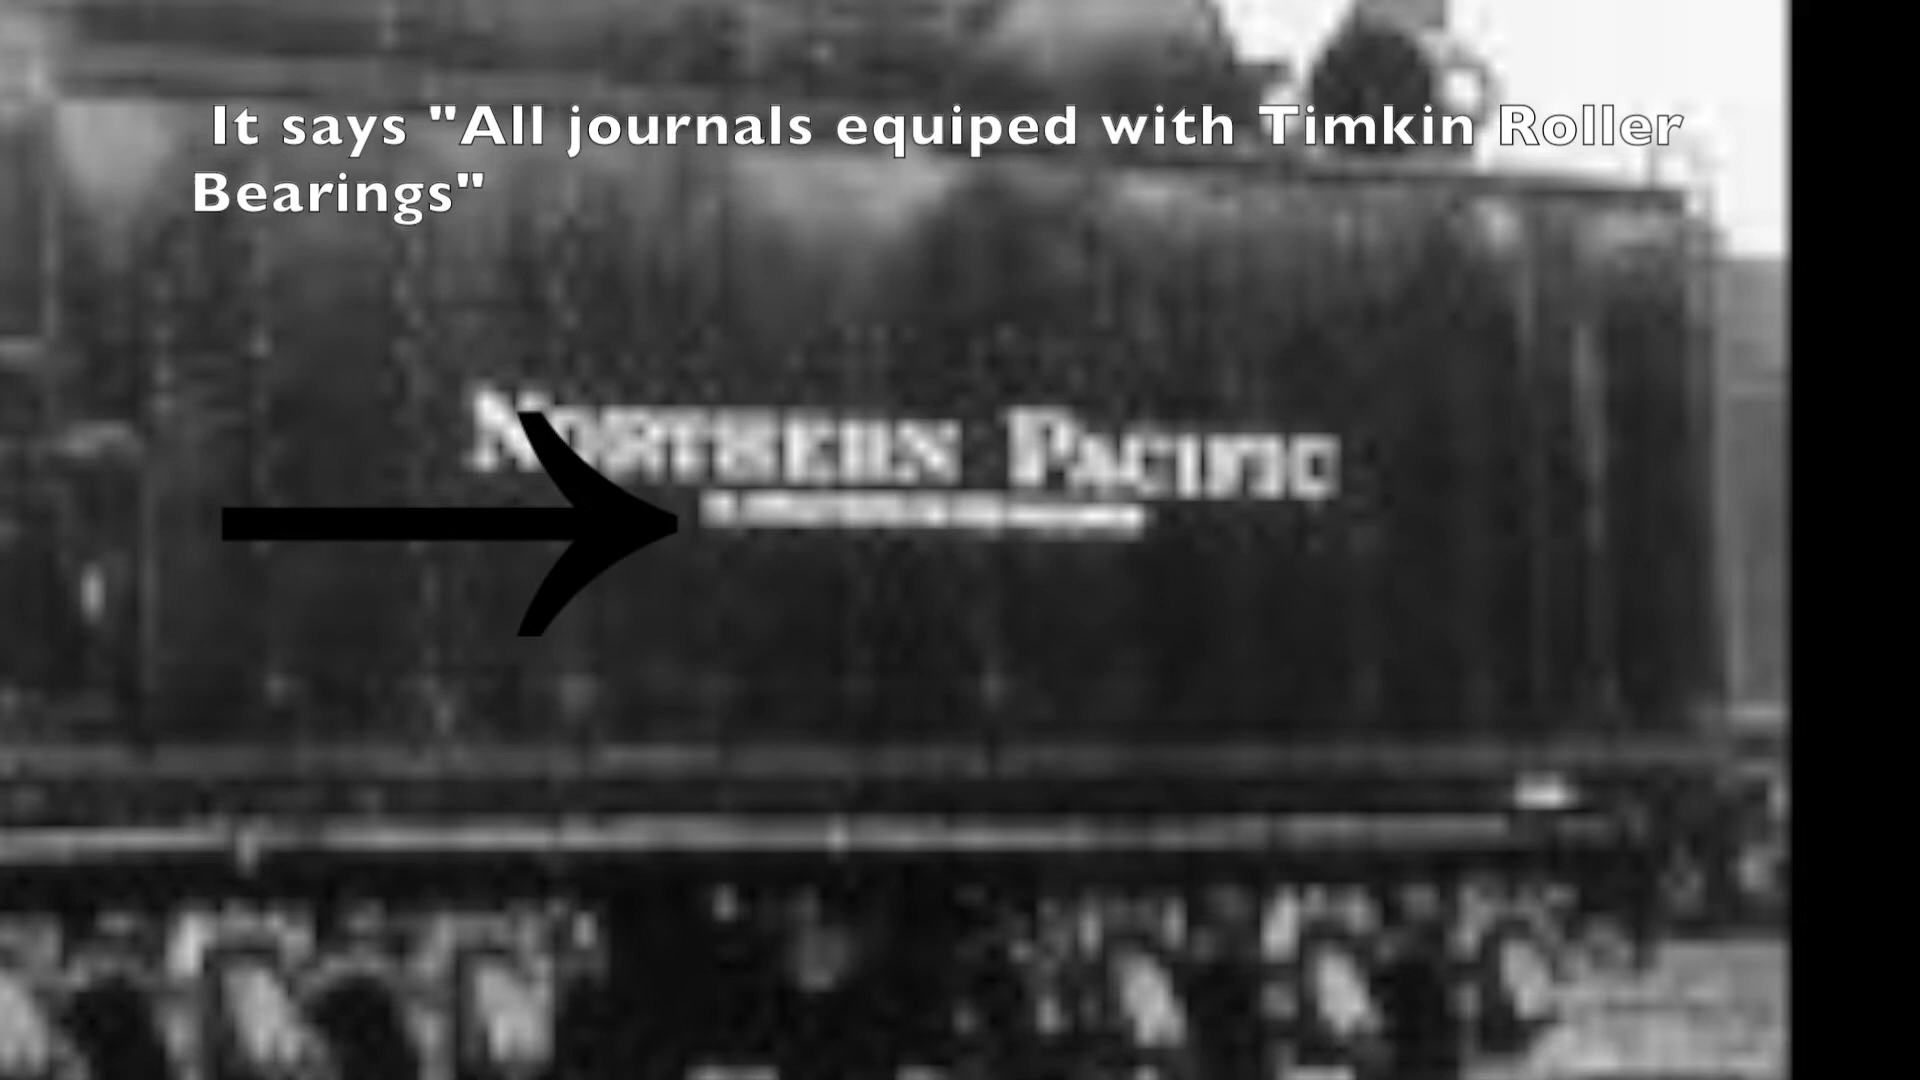 It says "All journals equiped with Timkin Roller
Bearings"
NORTHERN PACIFIC